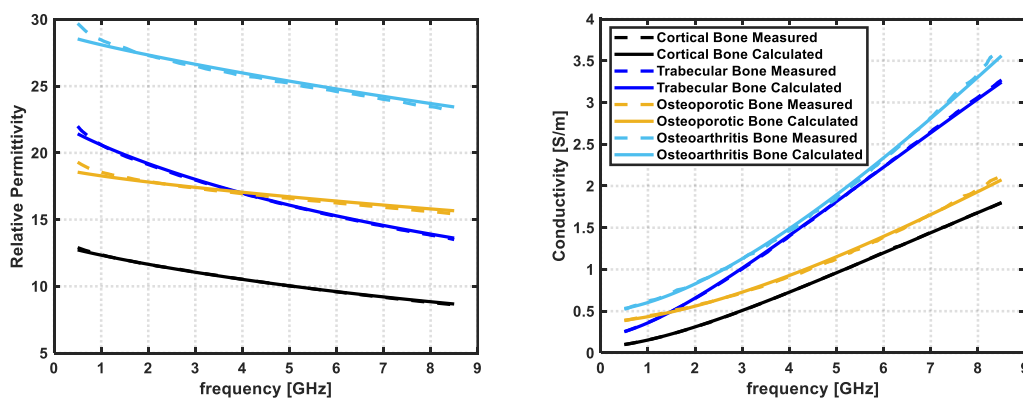 30
25
20
15
10
5
0
1
2
3
4
5
6
7
8
9
Relative Permittivity
frequency [GHz]
4
3.5
3
2.5
2
1.5
1
0.5
0
0
1
2
3
4
5
6
7
8
9
Conductivity [S/m]
frequency [GHz]
Cortical Bone Measured
Cortical Bone Calculated
Trabecular Bone Measured
Trabecular Bone Calculated
Osteoporotic Bone Measured
Osteoporotic Bone Calculated
Osteoarthritis Bone Measured
Osteoarthritis Bone Calculated